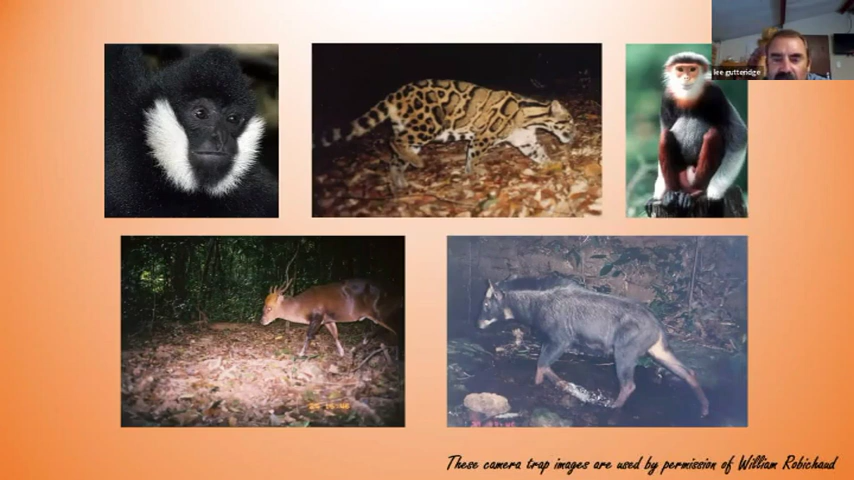 lee gutteridge
These camera trap images are used by permission of William Robichaud